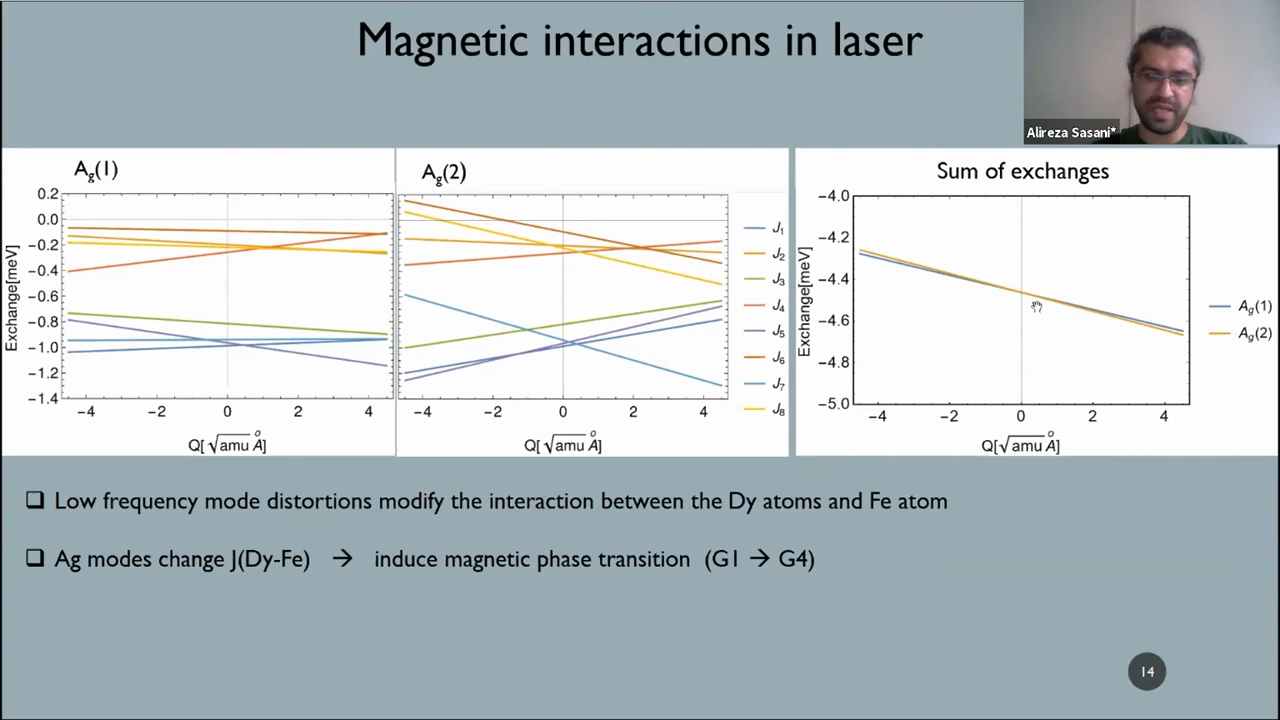 Magnetic interactions in laser
Alireza Sasani*
Ag(1)
Exchange[meV]
0.2
0.0
−0.2
−0.4
−0.6
−0.8
−1.0
−1.2
−1.4
−4 −2 0 2 4
Q[√amu Å]
Ag(2)
−4 −2 0 2 4
Q[√amu Å]
J1
J2
J3
J4
J5
J6
J7
J8
Sum of exchanges
Exchange[meV]
−4.0
−4.2
−4.4
−4.6
−4.8
−5.0
−4 −2 0 2 4
Q[√amu Å]
Ag(1)
Ag(2)
Low frequency mode distortions modify the interaction between the Dy atoms and Fe atom
Ag modes change J(Dy-Fe) → induce magnetic phase transition (G1 → G4)
14